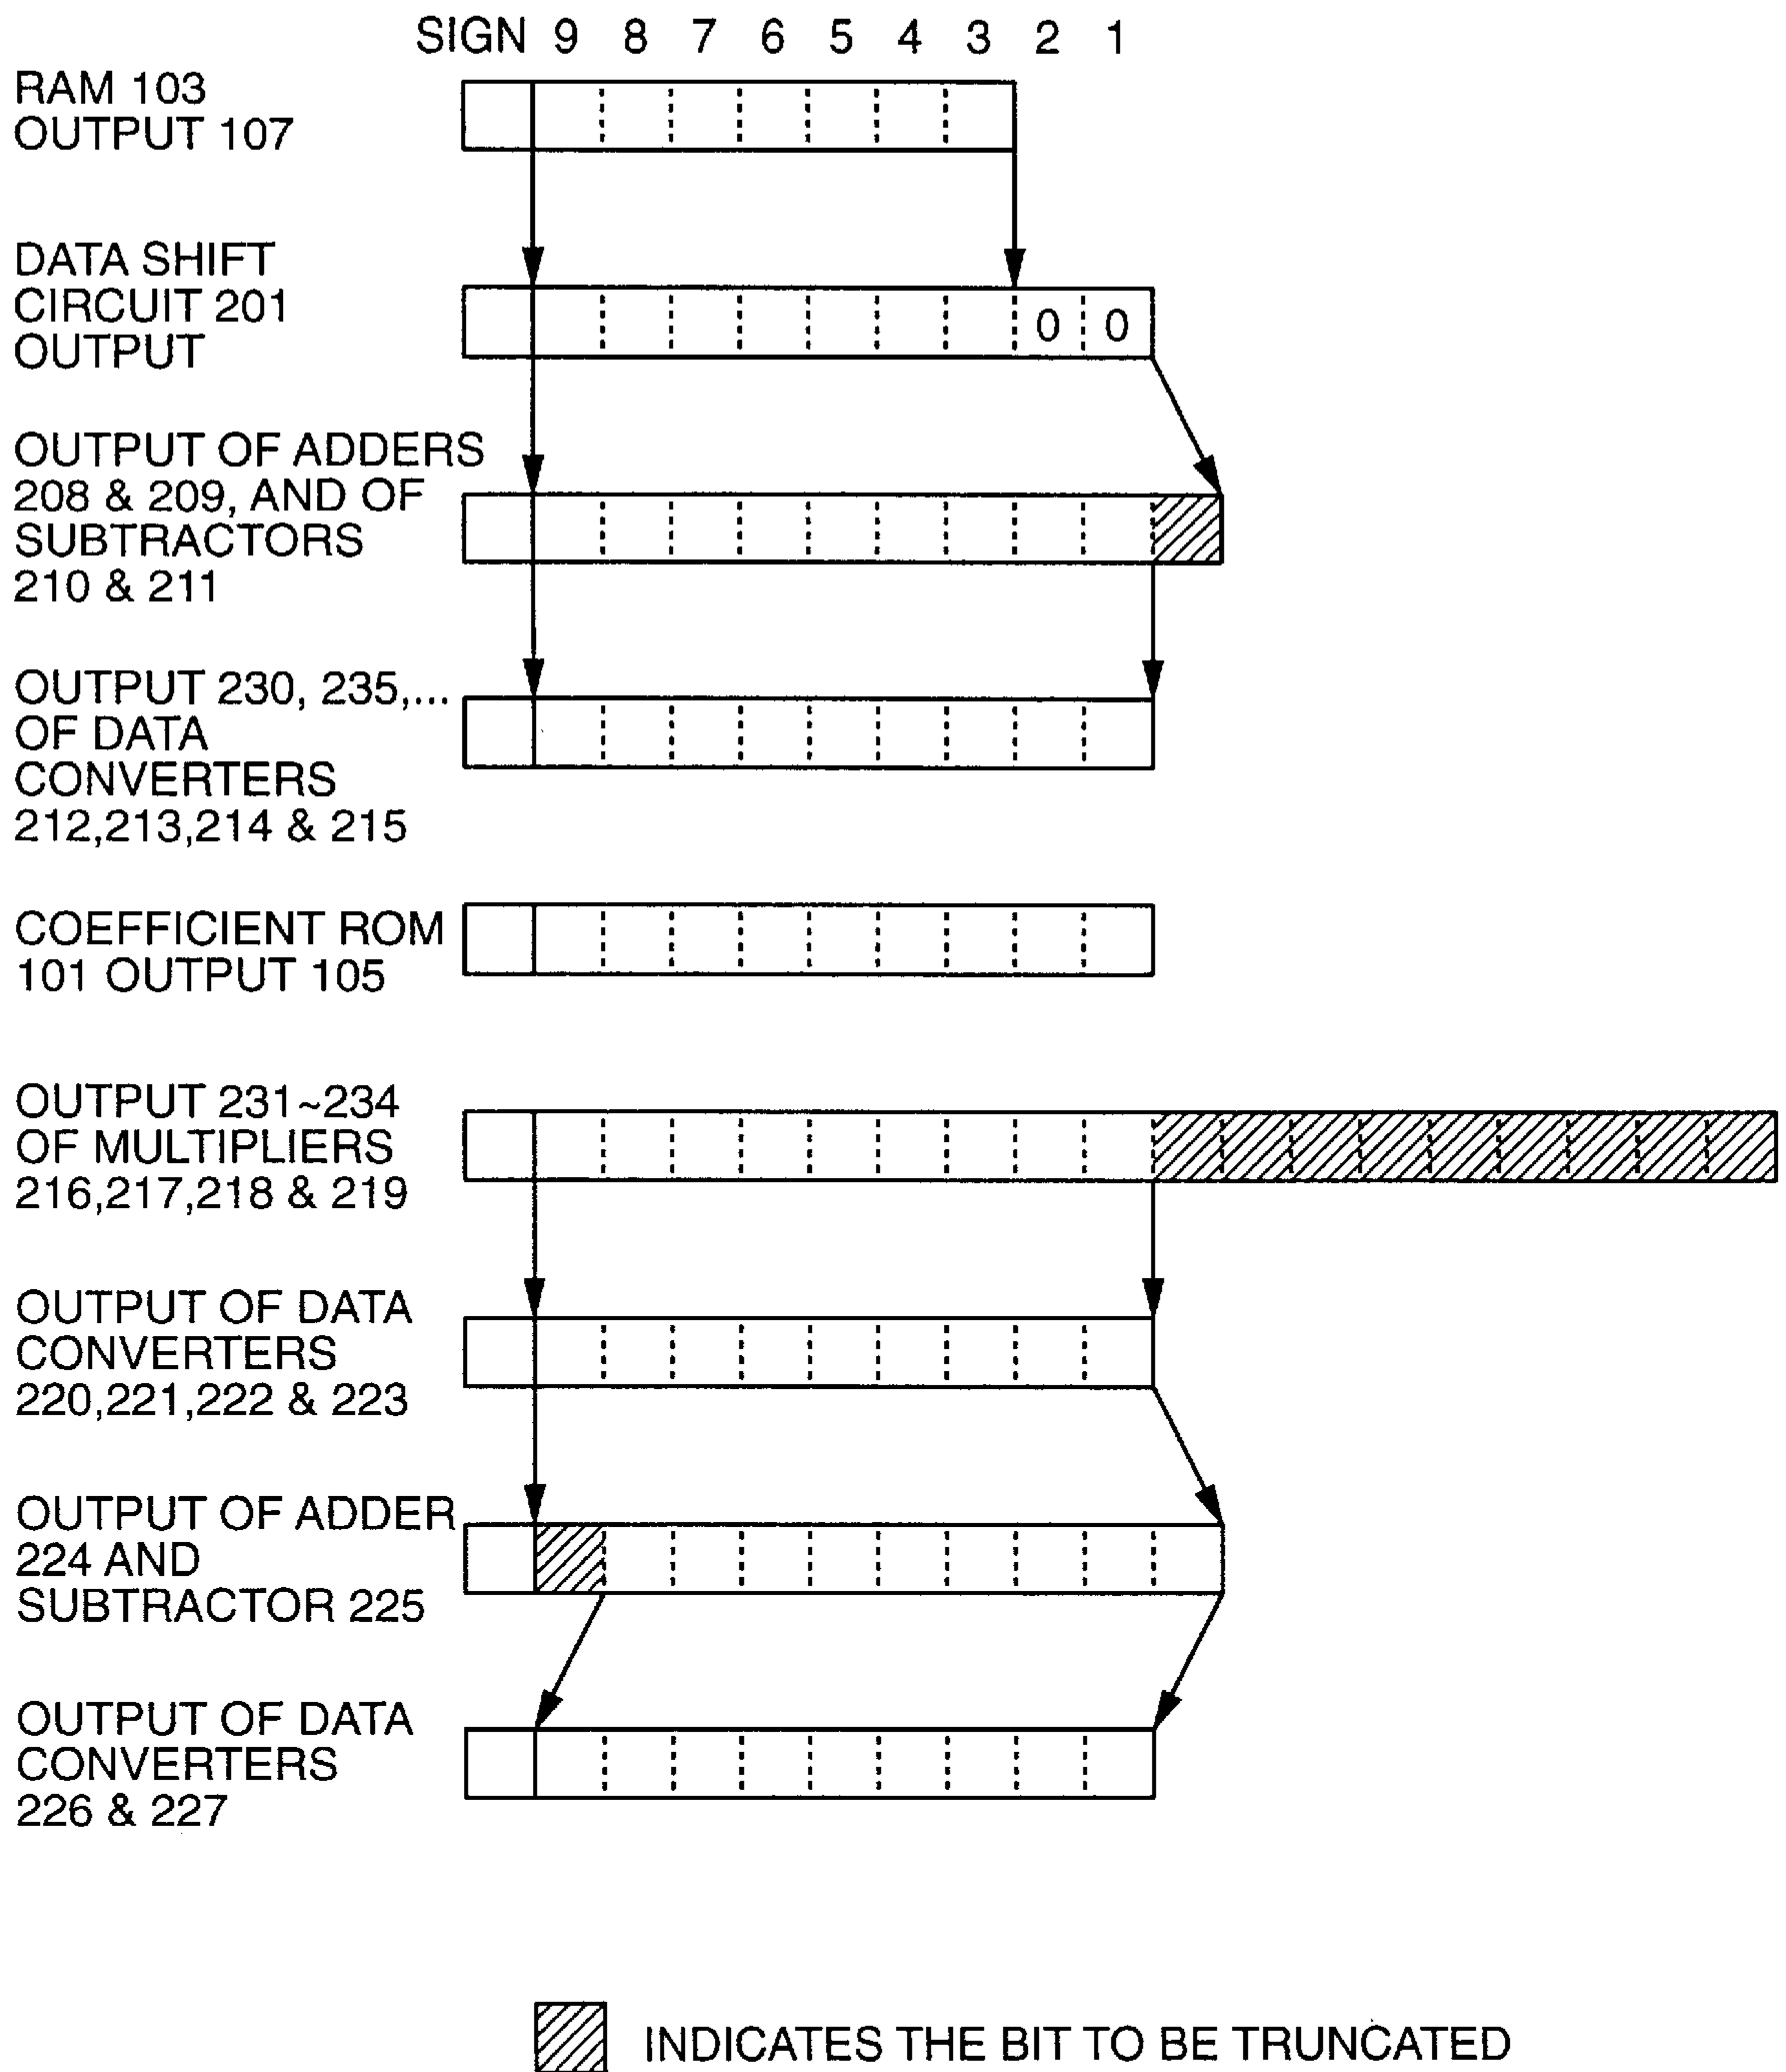 SIGN 9 8 7 6 5 4 3 2 1
RAM 103
OUTPUT 107
DATA SHIFT
CIRCUIT 201
OUTPUT
0 0
OUTPUT OF ADDERS
208 & 209, AND OF
SUBTRACTORS
210 & 211
OUTPUT 230, 235,...
OF DATA
CONVERTERS
212,213,214 & 215
COEFFICIENT ROM
101 OUTPUT 105
OUTPUT 231~234
OF MULTIPLIERS
216,217,218 & 219
OUTPUT OF DATA
CONVERTERS
220,221,222 & 223
OUTPUT OF ADDER
224 AND
SUBTRACTOR 225
OUTPUT OF DATA
CONVERTERS
226 & 227
INDICATES THE BIT TO BE TRUNCATED